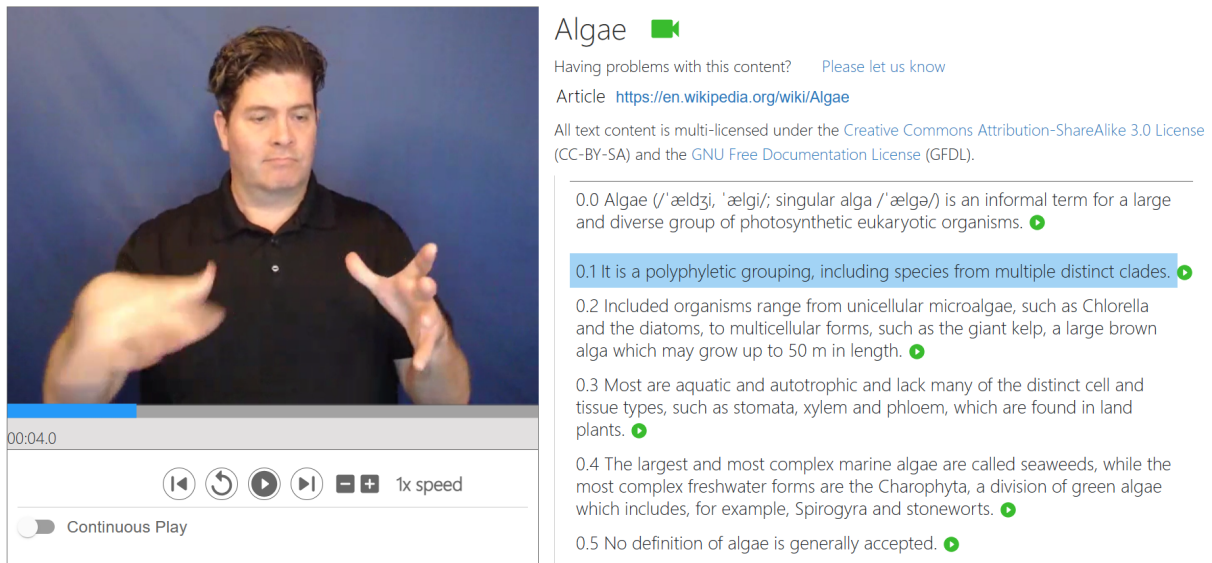 Algae
Having problems with this content? Please let us know
Article https://en.wikipedia.org/wiki/Algae
All text content is multi-licensed under the Creative Commons Attribution-ShareAlike 3.0 License
(CC-BY-SA) and the GNU Free Documentation License (GFDL).
0.0 Algae (/ˈældʒi, ˈælɡi/; singular alga /ˈælɡə/) is an informal term for a large
and diverse group of photosynthetic eukaryotic organisms.
0.1 It is a polyphyletic grouping, including species from multiple distinct clades.
0.2 Included organisms range from unicellular microalgae, such as Chlorella
and the diatoms, to multicellular forms, such as the giant kelp, a large brown
alga which may grow up to 50 m in length.
0.3 Most are aquatic and autotrophic and lack many of the distinct cell and
tissue types, such as stomata, xylem and phloem, which are found in land
plants.
0.4 The largest and most complex marine algae are called seaweeds, while the
most complex freshwater forms are the Charophyta, a division of green algae
which includes, for example, Spirogyra and stoneworts.
0.5 No definition of algae is generally accepted.
00:04.0
1x speed
Continuous Play